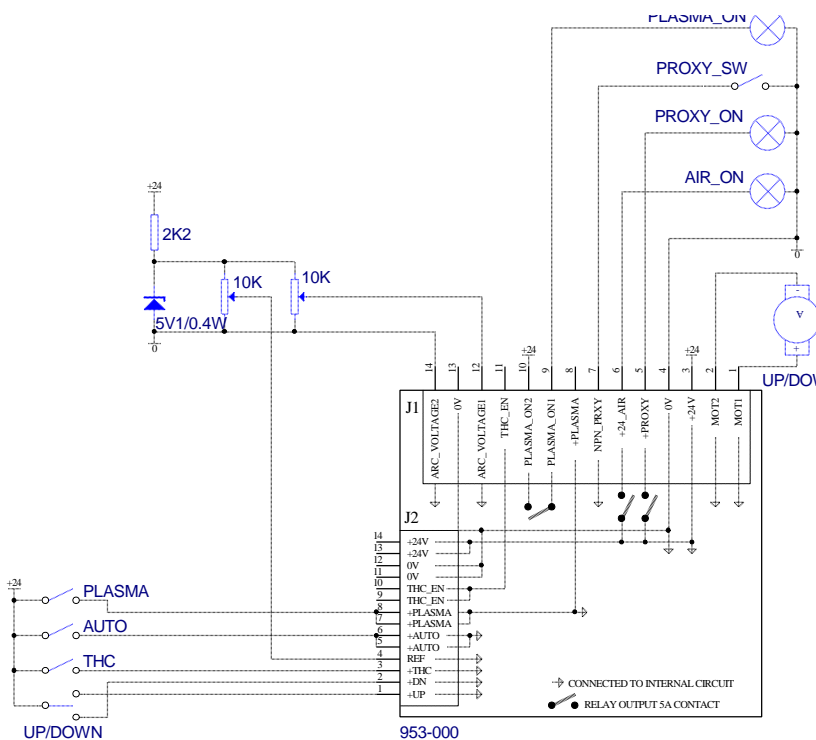 PLASMA_ON
PROXY_SW
PROXY_ON
AIR_ON
0
+24
2K2
10K
10K
5V1/0.4W
0
-
A
+
UP/DOW
+24
+24
14 13 12 11 10 9 8 7 6 5 4 3 2 1
J1
ARC_VOLTAGE2
0V
ARC_VOLTAGE1
THC_EN
PLASMA_ON2
PLASMA_ON1
+PLASMA
NPN_PRXY
+24_AIR
+PROXY
0V
+24V
MOT2
MOT1
J2
14 +24V
13 +24V
12 0V
11 0V
10 THC_EN
9 THC_EN
8 +PLASMA
7 +PLASMA
6 +AUTO
5 +AUTO
4 REF
3 +THC
2 +DN
1 +UP
+24
PLASMA
AUTO
THC
UP/DOWN
CONNECTED TO INTERNAL CIRCUIT
RELAY OUTPUT 5A CONTACT
953-000